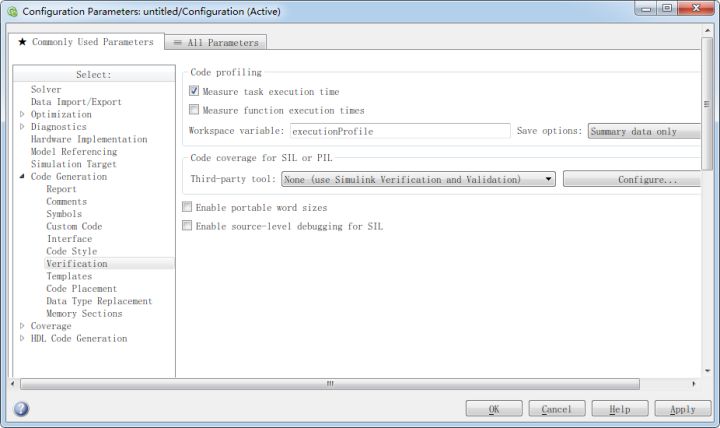 Configuration Parameters: untitled/Configuration (Active)
★ Commonly Used Parameters
≡ All Parameters
Select:
Solver
Data Import/Export
Optimization
Diagnostics
Hardware Implementation
Model Referencing
Simulation Target
Code Generation
Report
Comments
Symbols
Custom Code
Interface
Code Style
Verification
Templates
Code Placement
Data Type Replacement
Memory Sections
Coverage
HDL Code Generation
Code profiling
Measure task execution time
Measure function execution times
Workspace variable: executionProfile Save options: Summary data only
Code coverage for SIL or PIL
Third-party tool: None (use Simulink Verification and Validation) Configure...
Enable portable word sizes
Enable source-level debugging for SIL
OK Cancel Help Apply